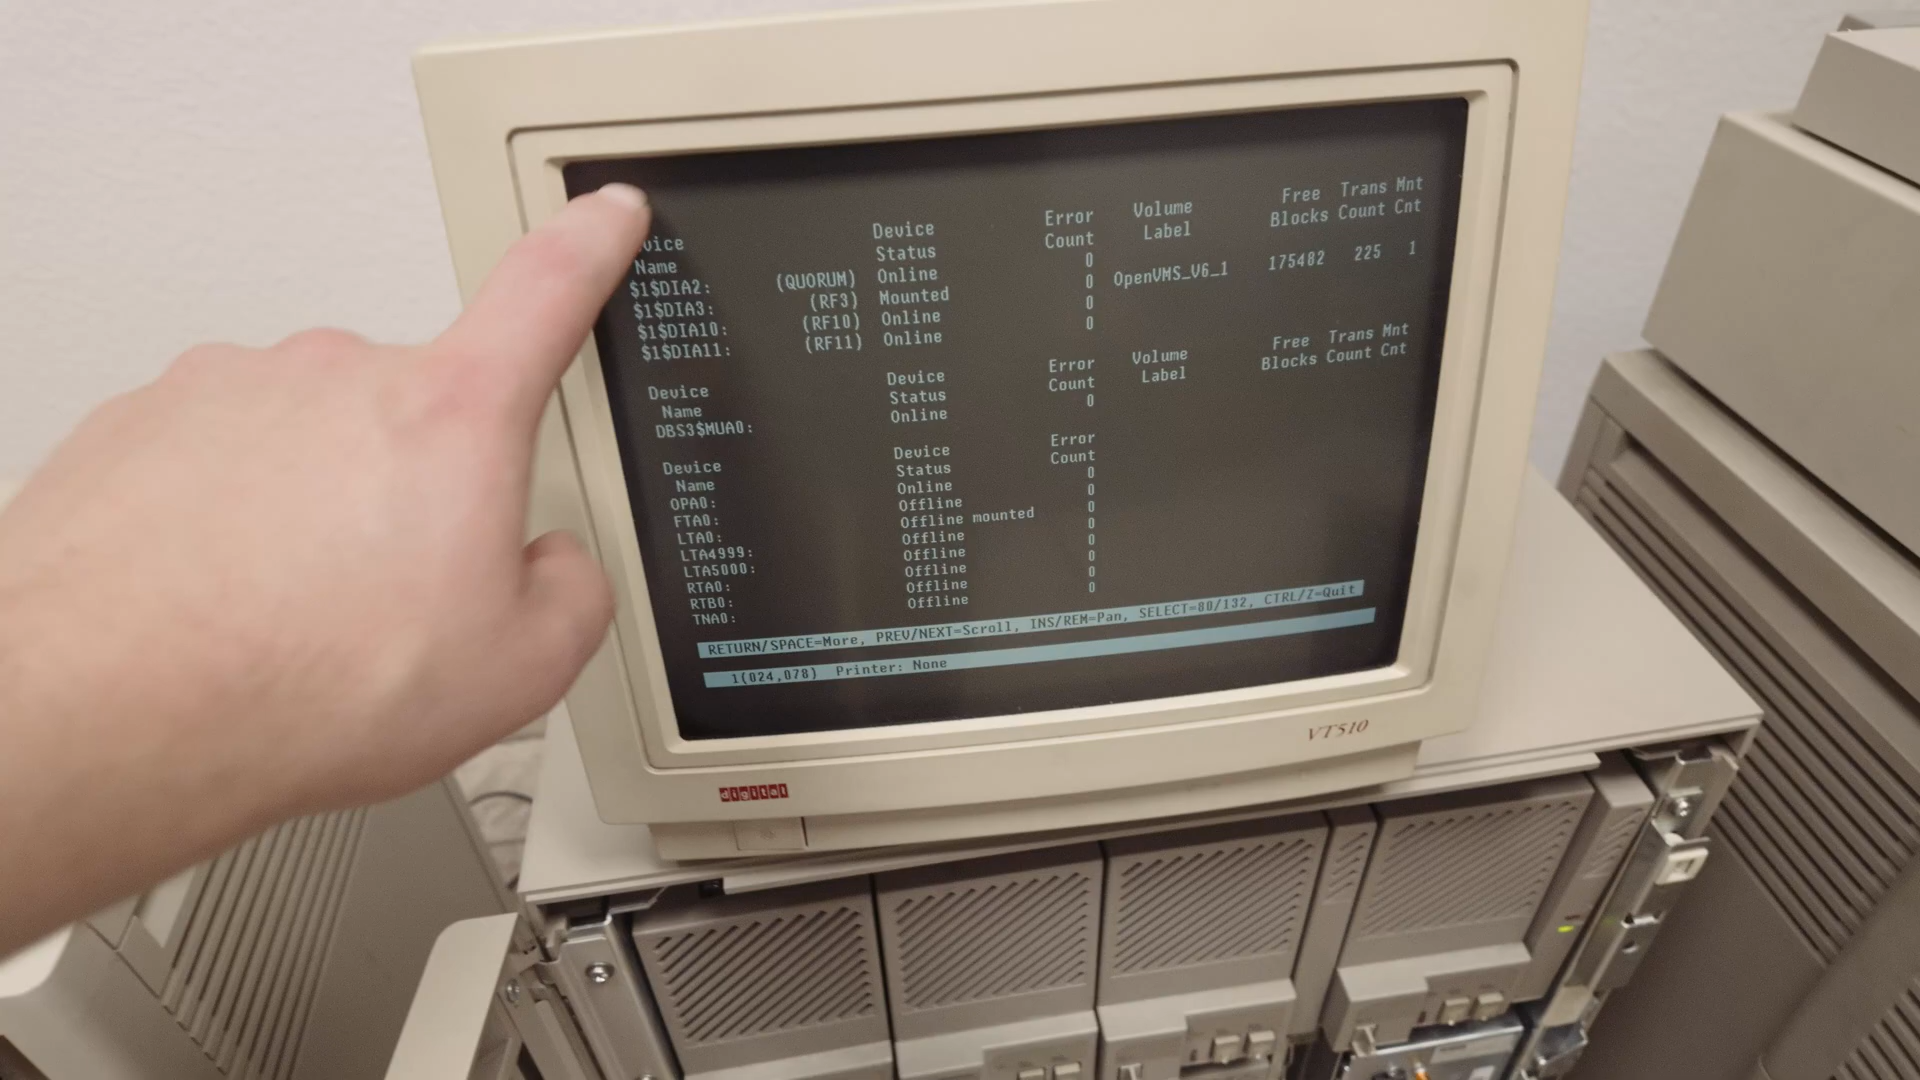 vice Device Error Volume Free Trans Mnt
Name Status Count Label Blocks Count Cnt
$1$DIA2: (QUORUM) Online 0
$1$DIA3: (RF3) Mounted 0 OpenVMS_V6_1 175482 225 1
$1$DIA10: (RF10) Online 0
$1$DIA11: (RF11) Online 0
Device Device Error Volume Free Trans Mnt
Name Status Count Label Blocks Count Cnt
DBS3$MUA0: Online 0
Device Device Error
Name Status Count
OPA0: Online 0
FTA0: Offline 0
LTA0: Offline mounted 0
LTA4999: Offline 0
LTA5000: Offline 0
RTA0: Offline 0
RTB0: Offline 0
TNA0: Offline 0
RETURN/SPACE=More, PREV/NEXT=Scroll, INS/REM=Pan, SELECT=80/132, CTRL/Z=Quit
1(024,078) Printer: None
VT510
digital